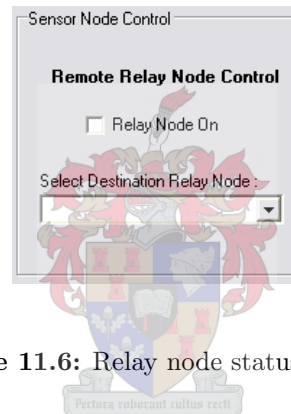 Sensor Node Control
Remote Relay Node Control
Relay Node On
Select Destination Relay Node :
e 11.6: Relay node status
Pectora roborant cultus recti